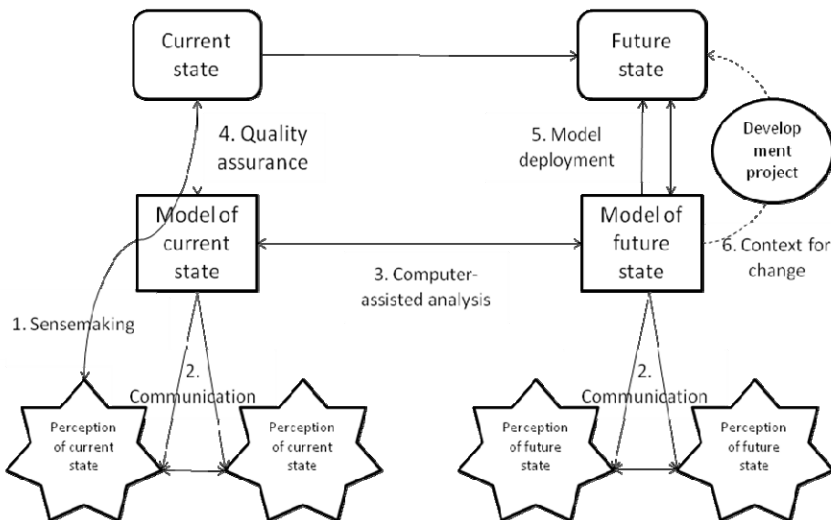 Current
state
Future
state
4. Quality
assurance
5. Model
deployment
Develop
ment
project
Model of
current
state
Model of
future
state
6. Context for
change
3. Computer-
assisted analysis
1. Sensemaking
2.
Communication
2.
Communication
Perception
of current
state
Perception
of current
state
Perception
of future
state
Perception
of future
state